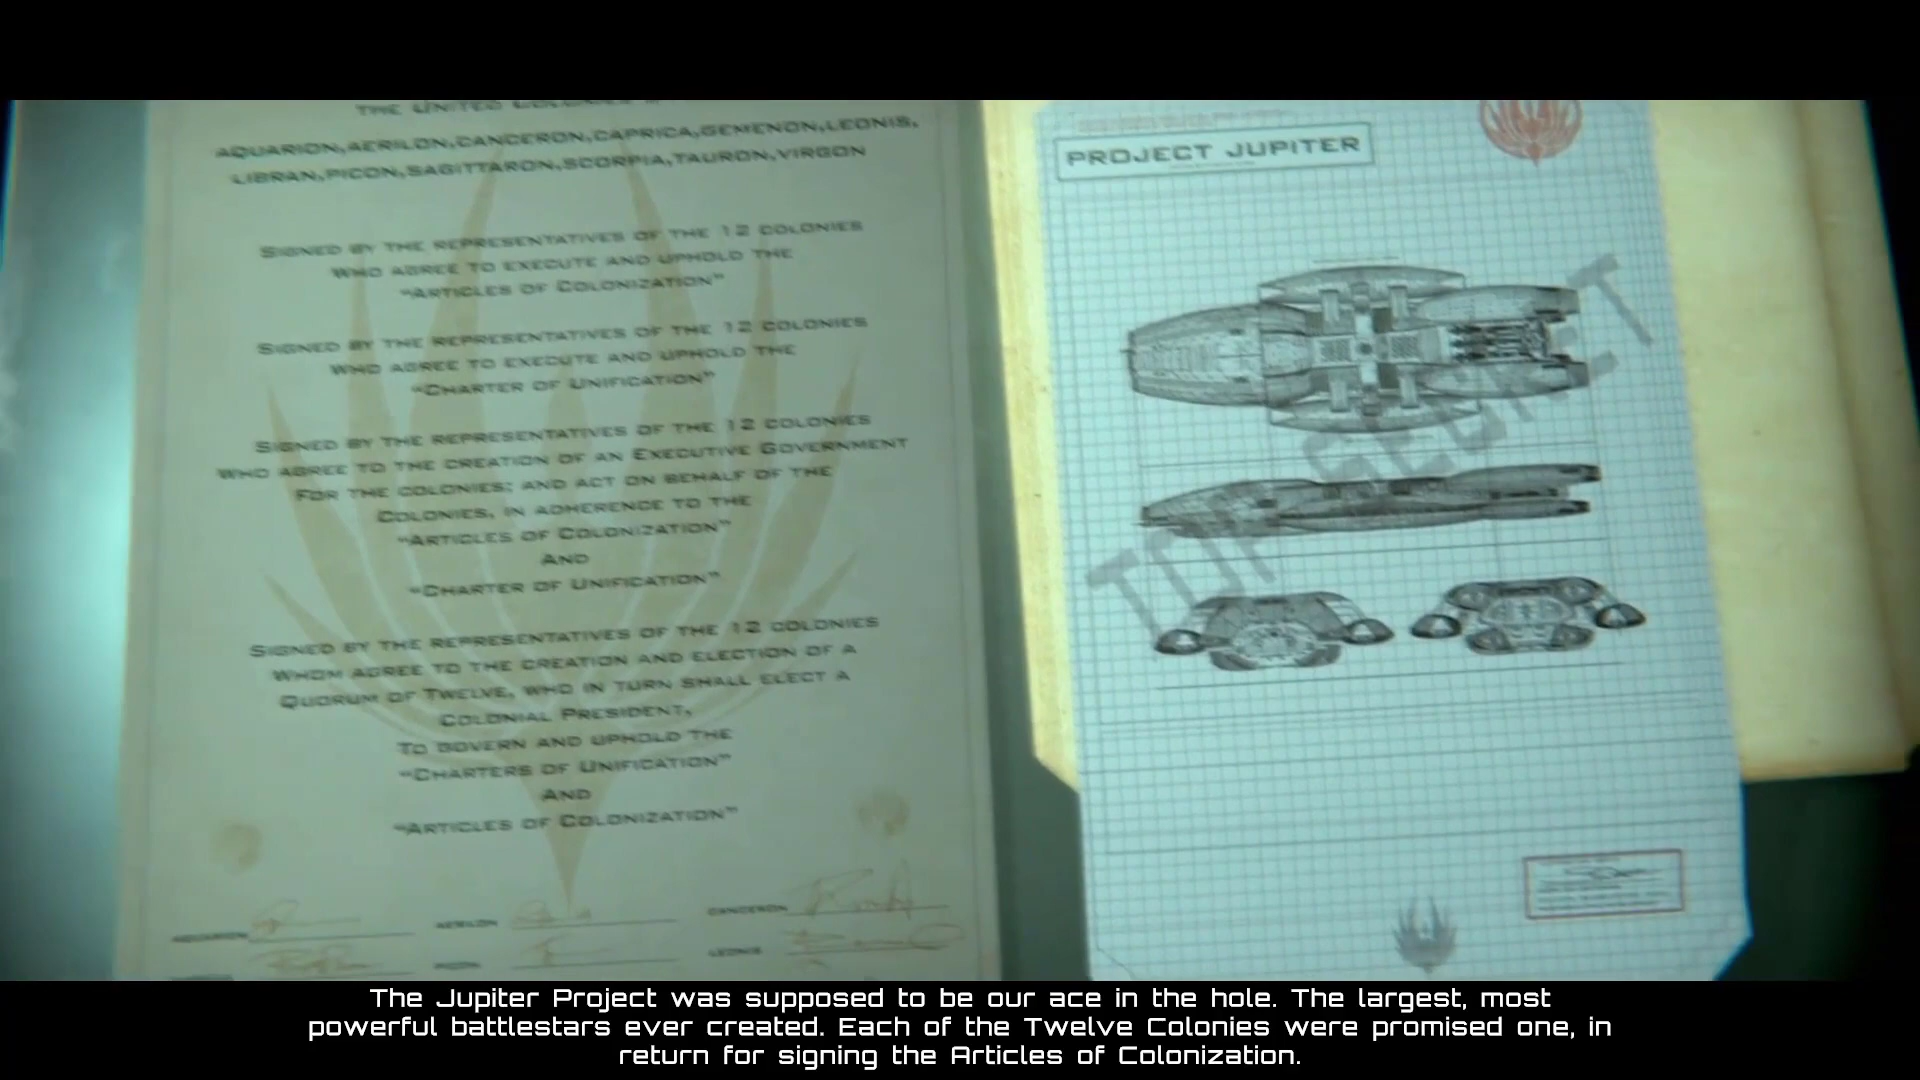 THE UNITED COLONIES
AQUARION,AERILON,CANCERON,CAPRICA,GEMENON,LEONIS,
LIBRAN,PICON,SAGITTARON,SCORPIA,TAURON,VIRGON
SIGNED BY THE REPRESENTATIVES OF THE 12 COLONIES
WHO AGREE TO EXECUTE AND UPHOLD THE
"ARTICLES OF COLONIZATION"
SIGNED BY THE REPRESENTATIVES OF THE 12 COLONIES
WHO AGREE TO EXECUTE AND UPHOLD THE
"CHARTER OF UNIFICATION"
SIGNED BY THE REPRESENTATIVES OF THE 12 COLONIES
WHO AGREE TO THE CREATION OF AN EXECUTIVE GOVERNMENT
FOR THE COLONIES; AND ACT ON BEHALF OF THE
COLONIES, IN ADHERENCE TO THE
"ARTICLES OF COLONIZATION"
AND
"CHARTER OF UNIFICATION"
SIGNED BY THE REPRESENTATIVES OF THE 12 COLONIES
WHOM AGREE TO THE CREATION AND ELECTION OF A
QUORUM OF TWELVE, WHO IN TURN SHALL ELECT A
COLONIAL PRESIDENT,
TO GOVERN AND UPHOLD THE
"CHARTERS OF UNIFICATION"
AND
"ARTICLES OF COLONIZATION"
AQUARION AERILON CANCERON
PICON LEONIS
PROJECT JUPITER
TOP SECRET
The Jupiter Project was supposed to be our ace in the hole. The largest, most
powerful battlestars ever created. Each of the Twelve Colonies were promised one, in
return for signing the Articles of Colonization.